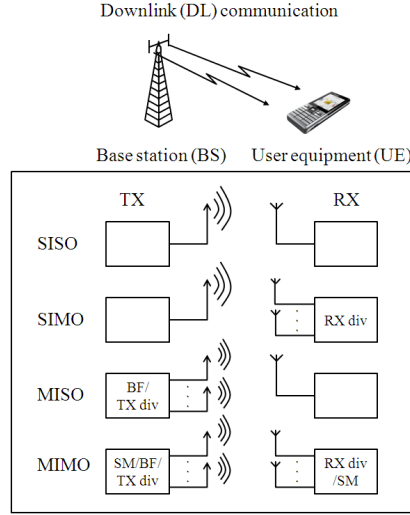 Downlink (DL) communication
Base station (BS) User equipment (UE)
TX RX
SISO
SIMO RX div
MISO BF/
TX div
MIMO SM/BF/ RX div
TX div /SM